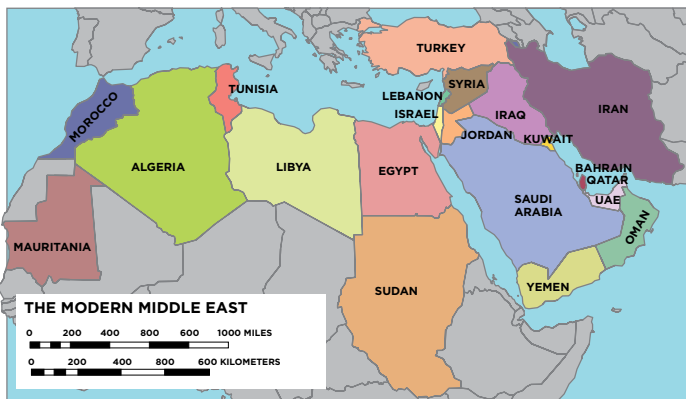 TURKEY
SYRIA
LEBANON
TUNISIA
IRAN
ISRAEL
IRAQ
MOROCCO
JORDAN
KUWAIT
ALGERIA
LIBYA
EGYPT
BAHRAIN
QATAR
SAUDI
ARABIA
UAE
OMAN
MAURITANIA
YEMEN
SUDAN
THE MODERN MIDDLE EAST
0 200 400 600 800 1000 MILES
0 200 400 800 600 KILOMETERS